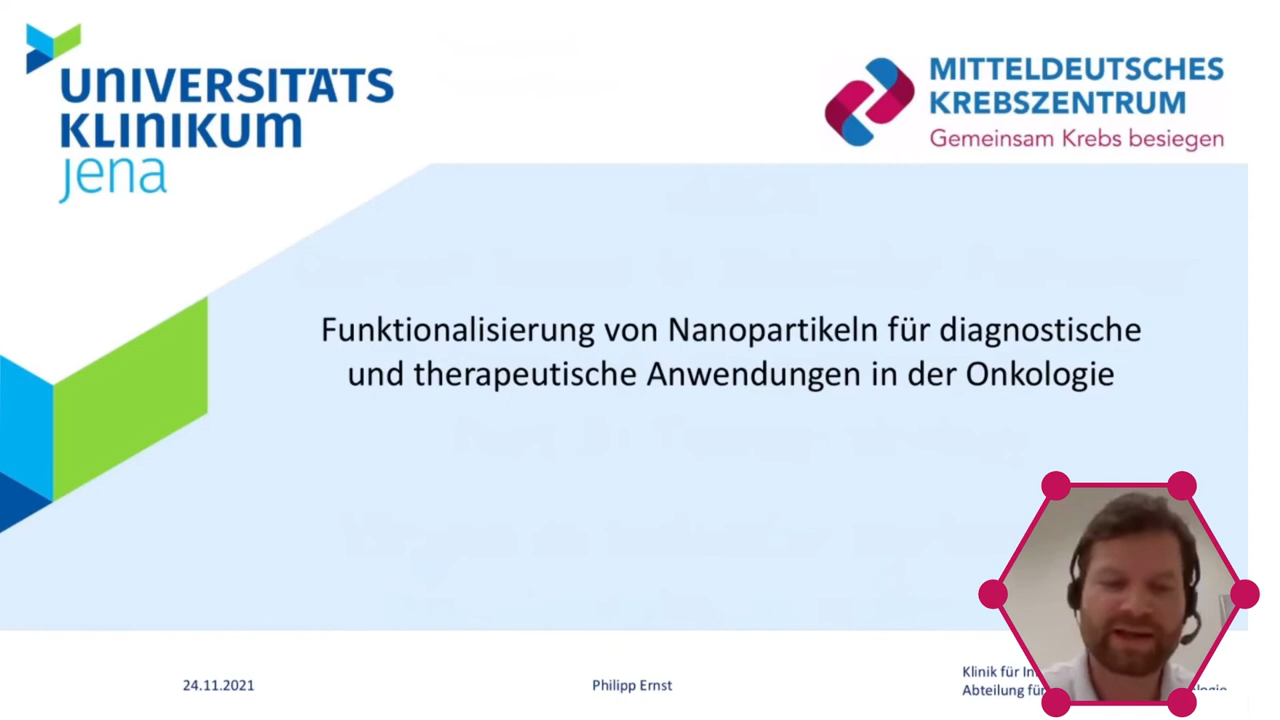 UNIVERSITÄTS
KLINIKUM
jena
MITTELDEUTSCHES
KREBSZENTRUM
Gemeinsam Krebs besiegen
Funktionalisierung von Nanopartikeln für diagnostische
und therapeutische Anwendungen in der Onkologie
24.11.2021
Philipp Ernst
Klinik für
Abteilung für